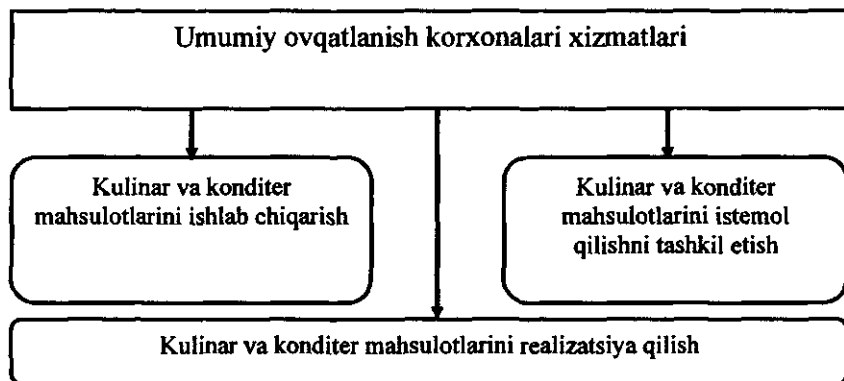 Umumiy ovqatlanish korxonalari xizmatlari
Kulinar va konditer
mahsulotlarini ishlab chiqarish
Kulinar va konditer
mahsulotlarini istemol
qilishni tashkil etish
Kulinar va konditer mahsulotlarini realizatsiya qilish